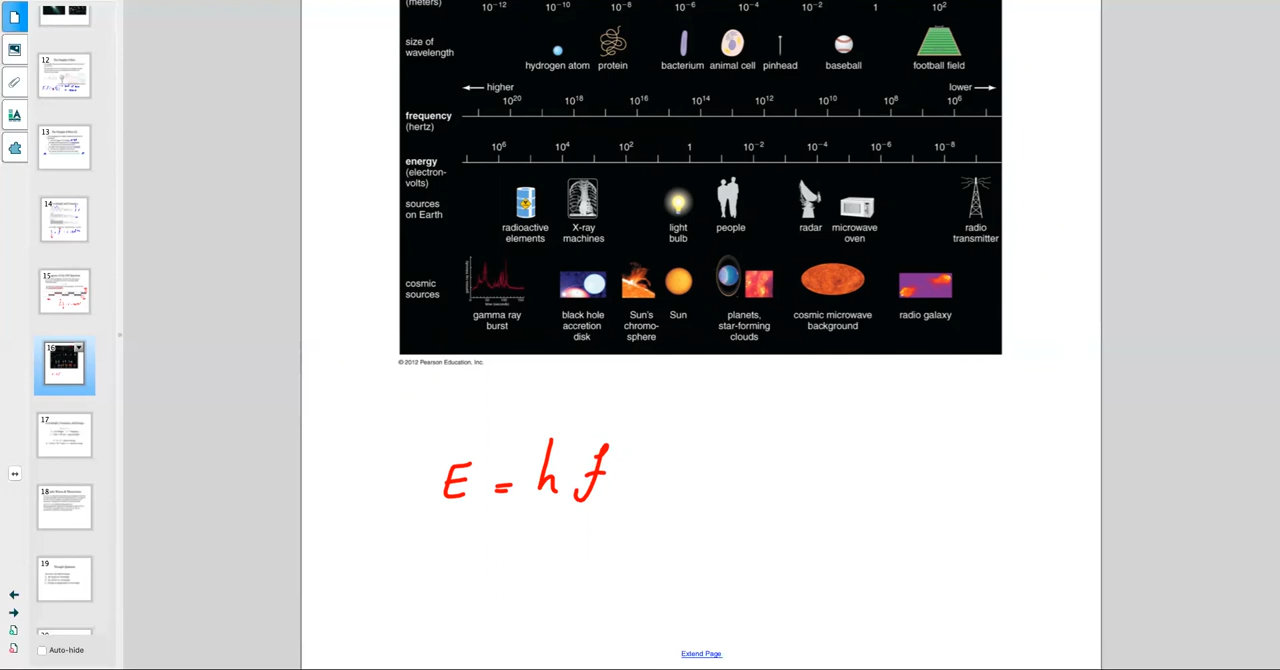 (meters)
10⁻¹² 10⁻¹⁰ 10⁻⁸ 10⁻⁶ 10⁻⁴ 10⁻² 1 10²
size of wavelength
hydrogen atom protein bacterium animal cell pinhead baseball football field
higher lower
10²⁰ 10¹⁸ 10¹⁶ 10¹⁴ 10¹² 10¹⁰ 10⁸ 10⁶
frequency
(hertz)
10⁶ 10⁴ 10² 1 10⁻² 10⁻⁴ 10⁻⁶ 10⁻⁸
energy
(electron-
volts)
sources
on Earth
radioactive elements X-ray machines light bulb people radar microwave oven radio transmitter
cosmic
sources
gamma ray burst black hole accretion disk Sun's chromo-sphere Sun planets, star-forming clouds cosmic microwave background radio galaxy
© 2012 Pearson Education, Inc.
E = h f
Extend Page
12
13
14
15
16
17
18
19
Auto-hide